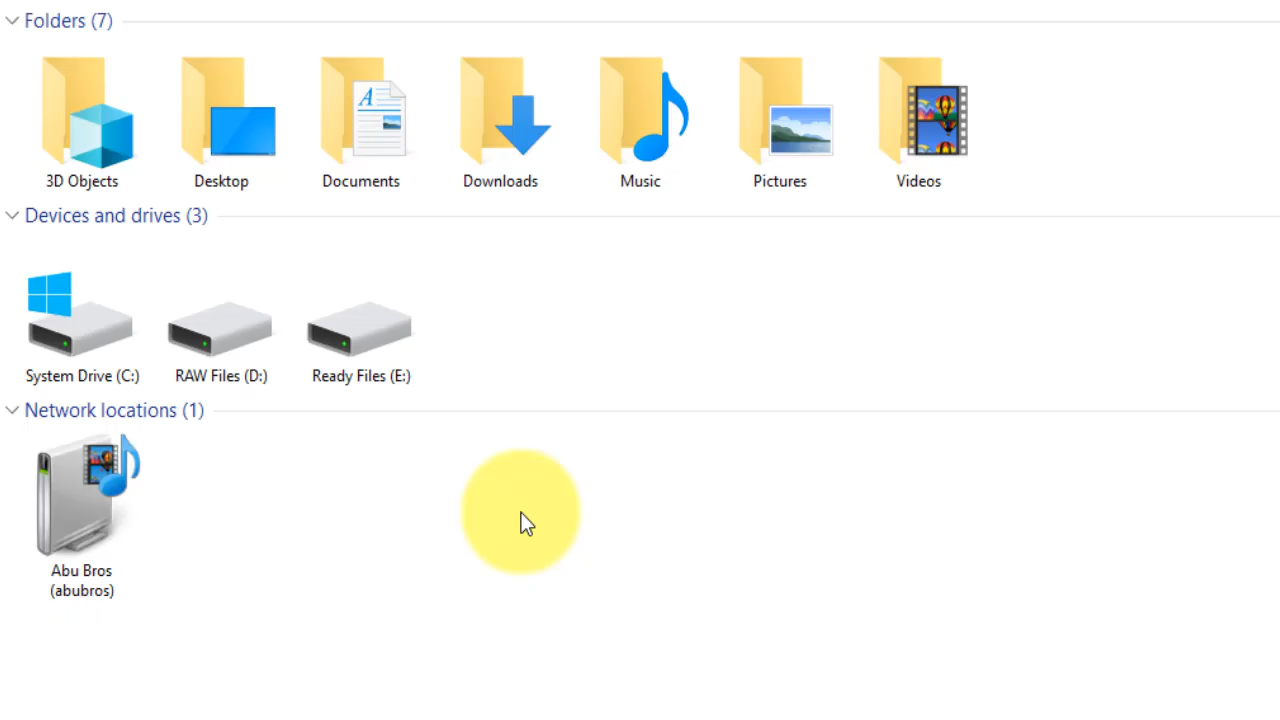 Folders (7)
3D Objects
Desktop
Documents
Downloads
Music
Pictures
Videos
Devices and drives (3)
System Drive (C:)
RAW Files (D:)
Ready Files (E:)
Network locations (1)
Abu Bros
(abubros)